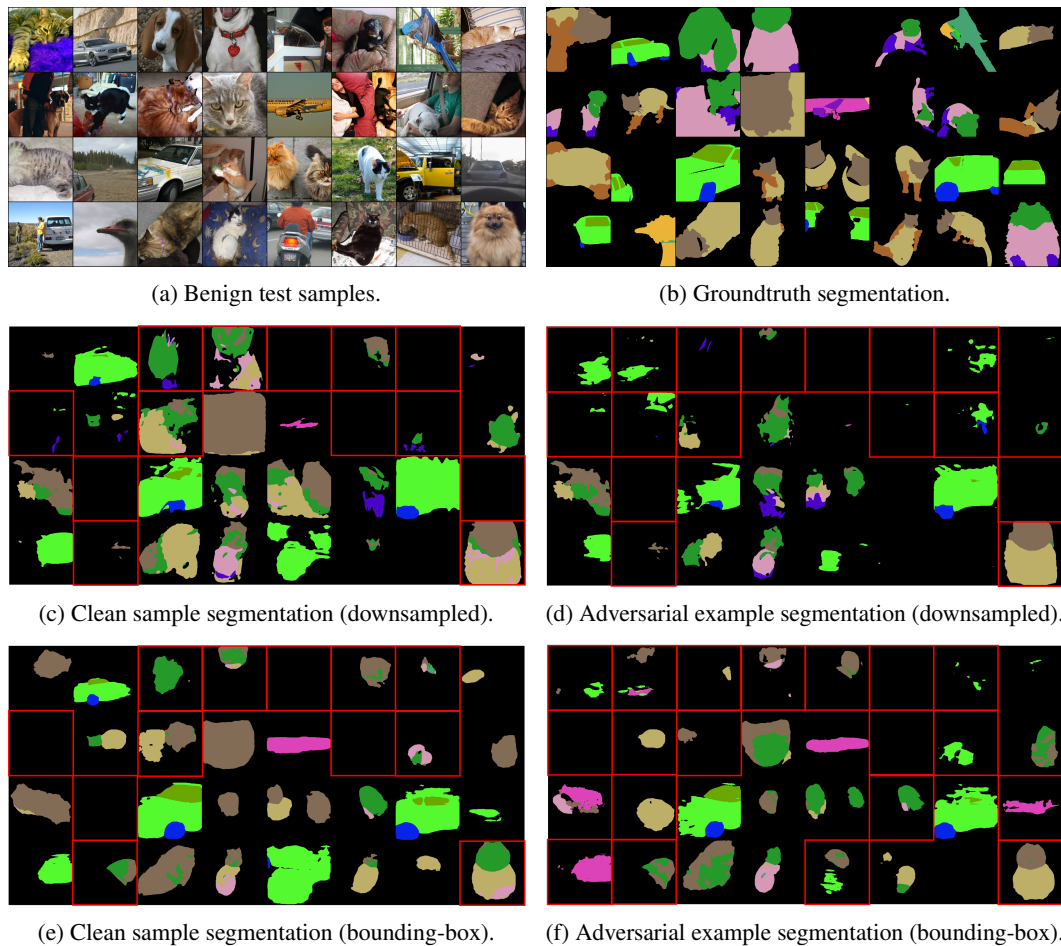 (a) Benign test samples.
(b) Groundtruth segmentation.
(c) Clean sample segmentation (downsampled).
(d) Adversarial example segmentation (downsampled).
(e) Clean sample segmentation (bounding-box).
(f) Adversarial example segmentation (bounding-box).